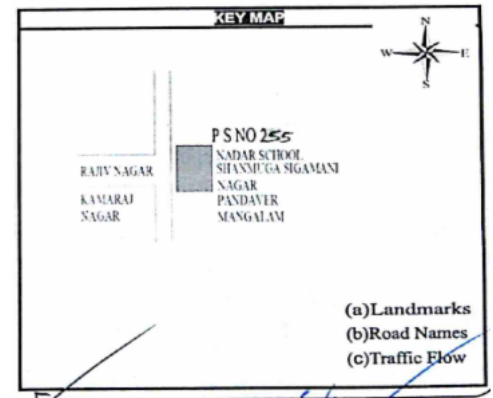 KEY MAP
N
W E
S
P S NO 255
NADAR SCHOOL
SHANMUGA SIGAMANI
NAGAR
PANDAVER
MANGALAM
RAJIV NAGAR
KAMARAJ
NAGAR
(a)Landmarks
(b)Road Names
(c)Traffic Flow